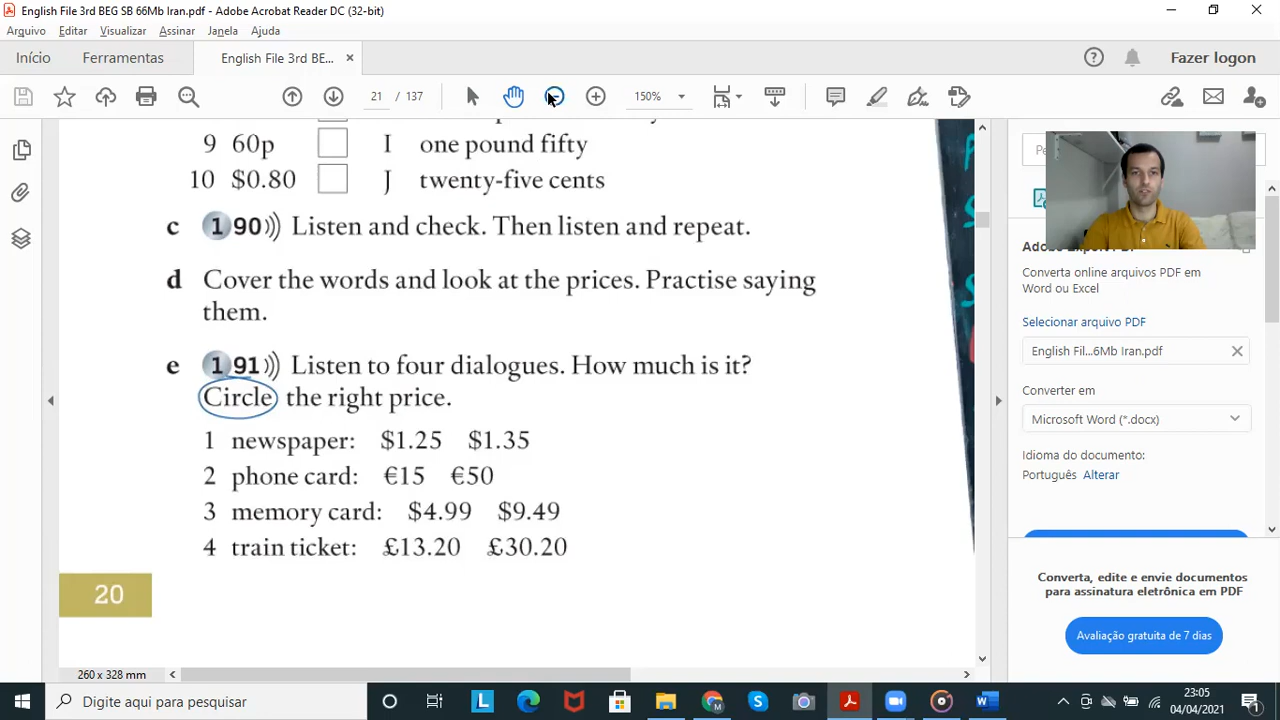 English File 3rd BEG SB 66Mb Iran.pdf - Adobe Acrobat Reader DC (32-bit)
Arquivo Editar Visualizar Assinar Janela Ajuda
Início Ferramentas English File 3rd BE... Fazer logon
21 / 137 150%
9 60p I one pound fifty
10 $0.80 J twenty-five cents
c 1 90 Listen and check. Then listen and repeat.
d Cover the words and look at the prices. Practise saying
them.
e 1 91 Listen to four dialogues. How much is it?
Circle the right price.
1 newspaper: $1.25 $1.35
2 phone card: €15 €50
3 memory card: $4.99 $9.49
4 train ticket: £13.20 £30.20
20
260 x 328 mm
Converta online arquivos PDF em
Word ou Excel
Selecionar arquivo PDF
English Fil...6Mb Iran.pdf
Converter em
Microsoft Word (*.docx)
Idioma do documento:
Português Alterar
Converta, edite e envie documentos
para assinatura eletrônica em PDF
Avaliação gratuita de 7 dias
Digite aqui para pesquisar
23:05
04/04/2021